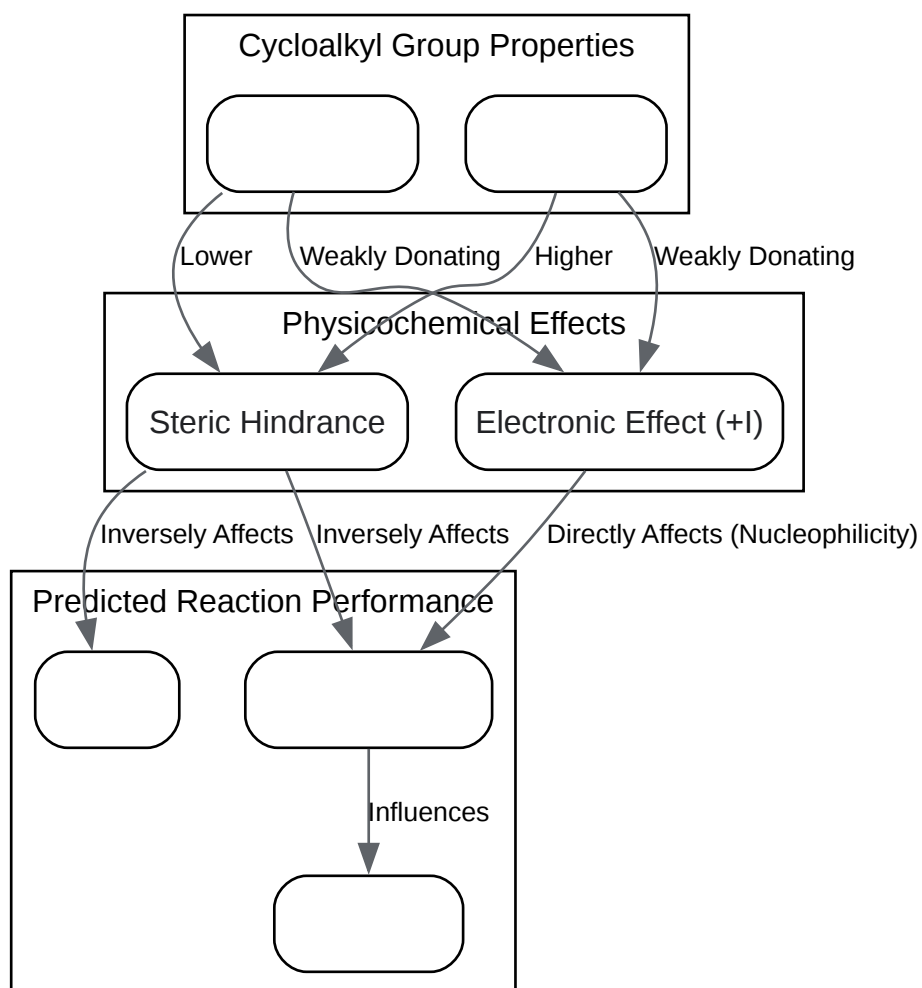 Cycloalkyl Group Properties
Lower
Weakly Donating
Higher
Weakly Donating
Physicochemical Effects
Steric Hindrance
Electronic Effect (+I)
Inversely Affects
Inversely Affects
Directly Affects (Nucleophilicity)
Predicted Reaction Performance
Influences